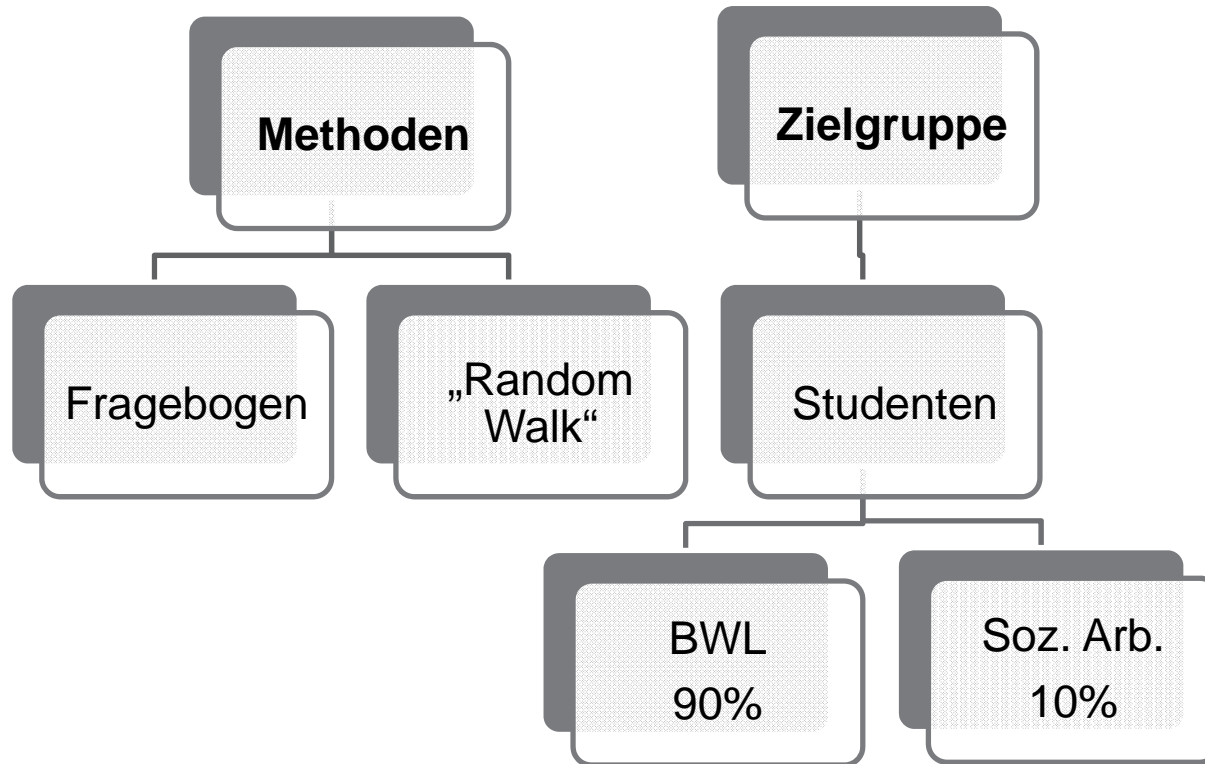 Methoden
Zielgruppe
Fragebogen
„Random
Walk“
Studenten
BWL
90%
Soz. Arb.
10%